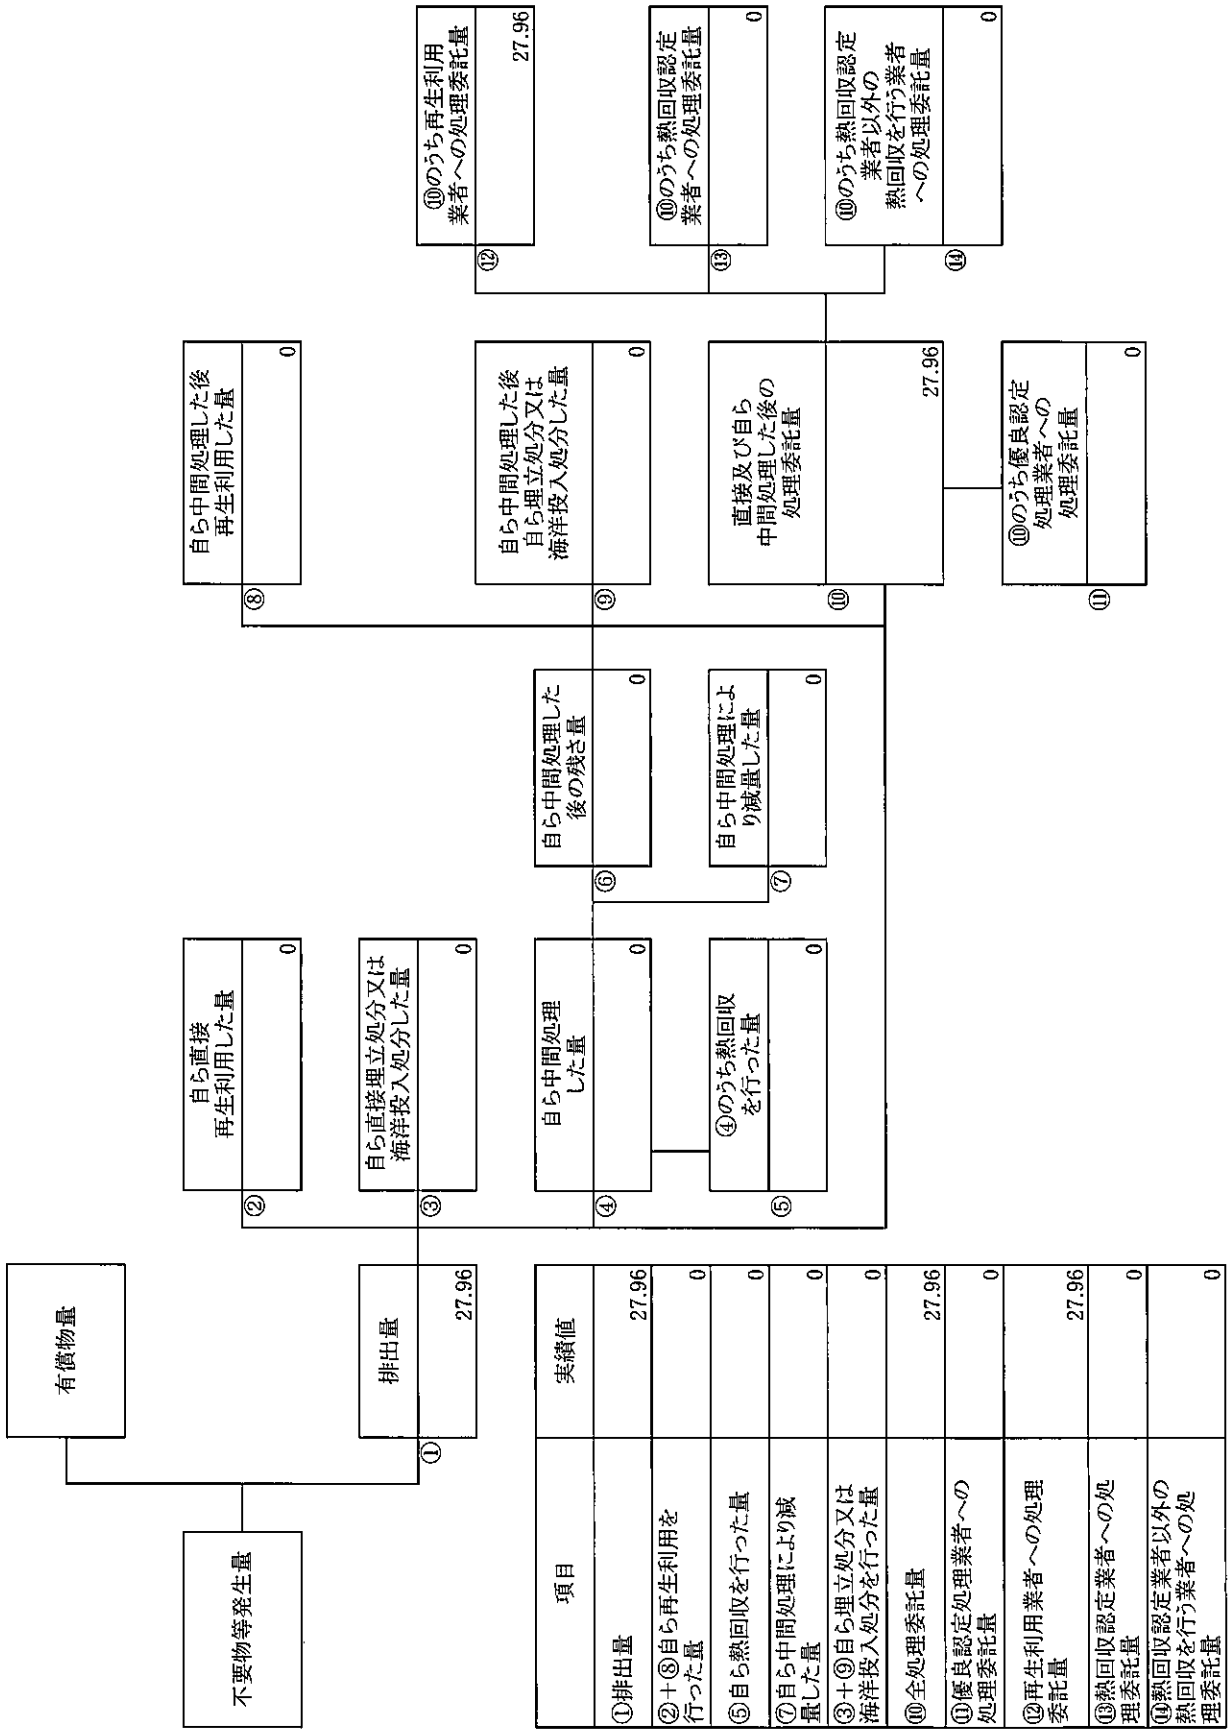 有償物量
不要物等発生量
排出量
①
27.96
自ら直接
再生利用した量
②
0
自ら直接埋立処分又は
海洋投入処分した量
③
0
自ら中間処理
した量
④
0
④のうち熱回収
を行った量
⑤
0
自ら中間処理した
後の残さ量
⑥
0
自ら中間処理によ
り減量した量
⑦
0
自ら中間処理した後
再生利用した量
⑧
0
自ら中間処理した後
自ら埋立処分又は
海洋投入処分した量
⑨
0
直接及び自ら
中間処理した後の
処理委託量
⑩
27.96
⑩のうち優良認定
処理業者への
処理委託量
⑪
0
⑩のうち再生利用
業者への処理委託量
⑫
27.96
⑩のうち熱回収認定
業者への処理委託量
⑬
0
⑩のうち熱回収認定
業者以外の
熱回収を行う業者
への処理委託量
⑭
0
項目 実績値
①排出量 27.96
②+⑧自ら再生利用を
行った量 0
⑤自ら熱回収を行った量 0
⑦自ら中間処理により減
量した量 0
③+⑨自ら埋立処分又は
海洋投入処分を行った量 0
⑩全処理委託量 27.96
⑪優良認定処理業者への
処理委託量 0
⑫再生利用業者への処理
委託量 27.96
⑬熱回収認定業者への処
理委託量 0
⑭熱回収認定業者以外の
熱回収を行う業者への処
理委託量 0